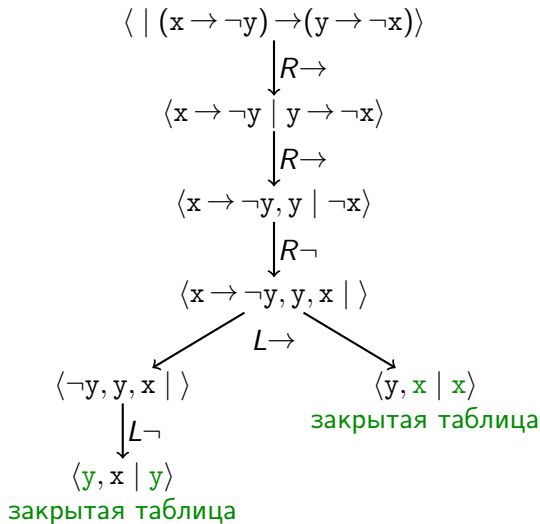 ⟨ | (x → ¬y) → (y → ¬x)⟩
R→
⟨x → ¬y | y → ¬x⟩
R→
⟨x → ¬y, y | ¬x⟩
R¬
⟨x → ¬y, y, x | ⟩
L→
⟨¬y, y, x | ⟩ ⟨y, x | x⟩
закрытая таблица
L¬
⟨y, x | y⟩
закрытая таблица